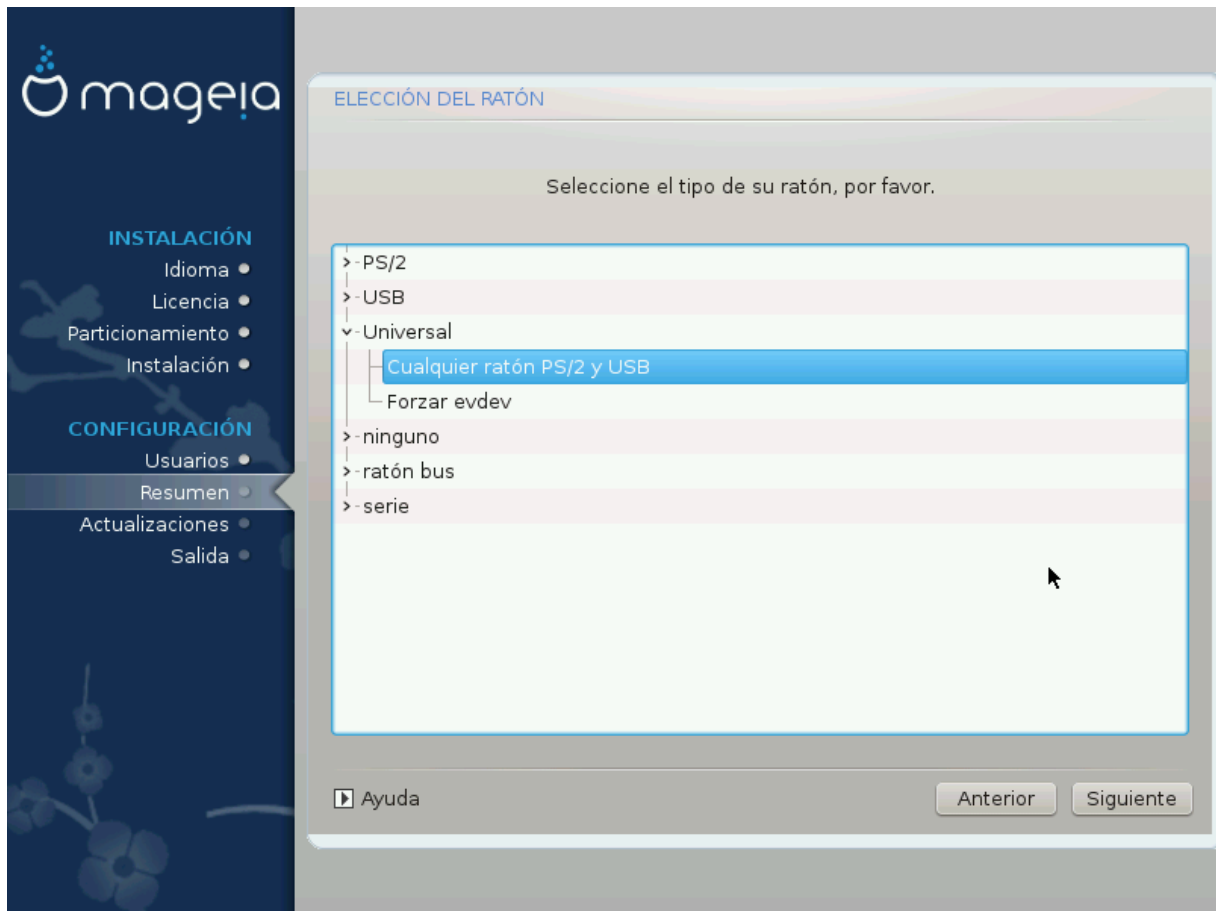 mageia
INSTALACIÓN
Idioma
Licencia
Particionamiento
Instalación
CONFIGURACIÓN
Usuarios
Resumen
Actualizaciones
Salida
ELECCIÓN DEL RATÓN
Seleccione el tipo de su ratón, por favor.
PS/2
USB
Universal
Cualquier ratón PS/2 y USB
Forzar evdev
ninguno
ratón bus
serie
Ayuda
Anterior
Siguiente